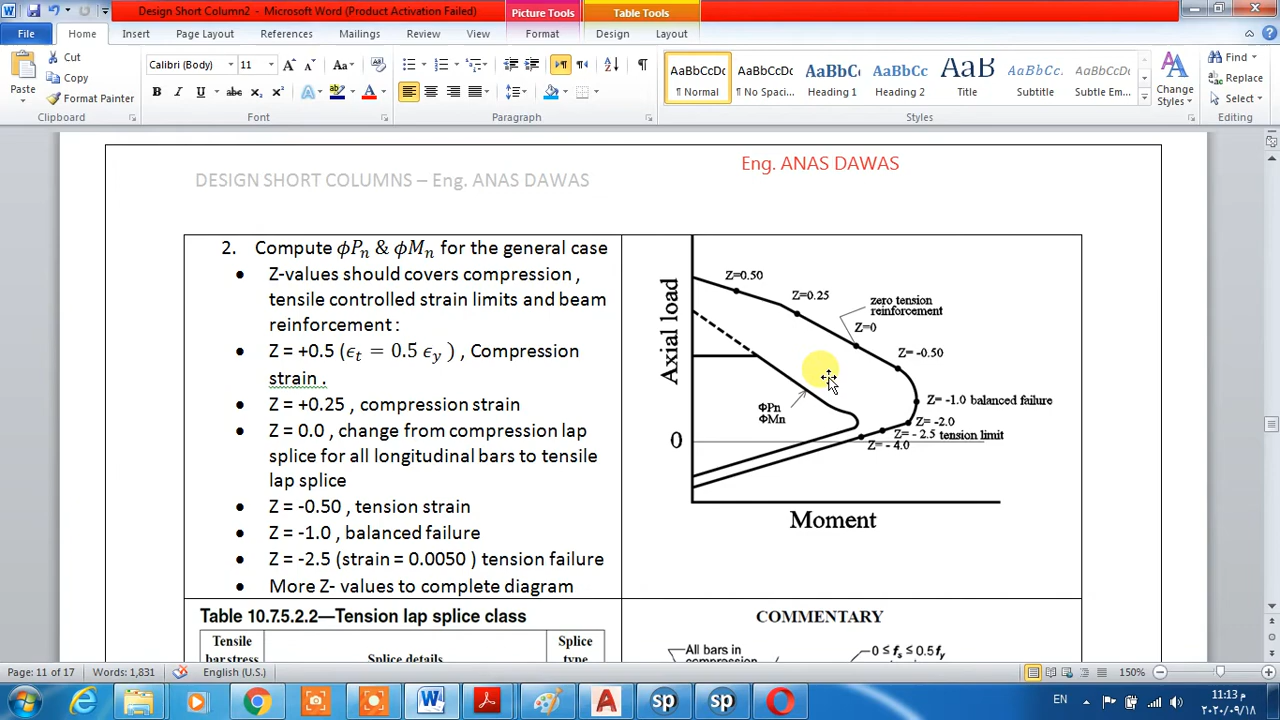 Design Short Column2 - Microsoft Word (Product Activation Failed)
Picture Tools
Table Tools
File
Home
Insert
Page Layout
References
Mailings
Review
View
Format
Design
Layout
Paste
Cut
Copy
Format Painter
Clipboard
Calibri (Body)
11
Font
Paragraph
AaBbCcDc
¶ Normal
AaBbCcDc
¶ No Spaci...
AaBbCc
Heading 1
AaBbCc
Heading 2
AaB
Title
AaBbCc.
Subtitle
AaBbCcDc
Subtle Em...
Styles
Change
Styles
Find
Replace
Select
Editing
Eng. ANAS DAWAS
DESIGN SHORT COLUMNS – Eng. ANAS DAWAS
2. Compute ϕPn & ϕMn for the general case
• Z-values should covers compression ,
tensile controlled strain limits and beam
reinforcement :
• Z = +0.5 (ϵt = 0.5 ϵy ) , Compression
strain .
• Z = +0.25 , compression strain
• Z = 0.0 , change from compression lap
splice for all longitudinal bars to tensile
lap splice
• Z = -0.50 , tension strain
• Z = -1.0 , balanced failure
• Z = -2.5 (strain = 0.0050 ) tension failure
• More Z- values to complete diagram
Axial load
Z=0.50
Z=0.25
zero tension
reinforcement
Z=0
Z= -0.50
Z= -1.0 balanced failure
Z= -2.0
Z= - 2.5 tension limit
Z= - 4.0
ΦPn
ΦMn
0
Moment
Table 10.7.5.2.2—Tension lap splice class
Tensile
bar stress
Splice details
Splice
type
COMMENTARY
All bars in
compression
0 ≤ fs ≤ 0.5fy
Page: 11 of 17
Words: 1,831
English (U.S.)
150%
EN
11:13 م
٢٠٢٠/٠٩/١٨